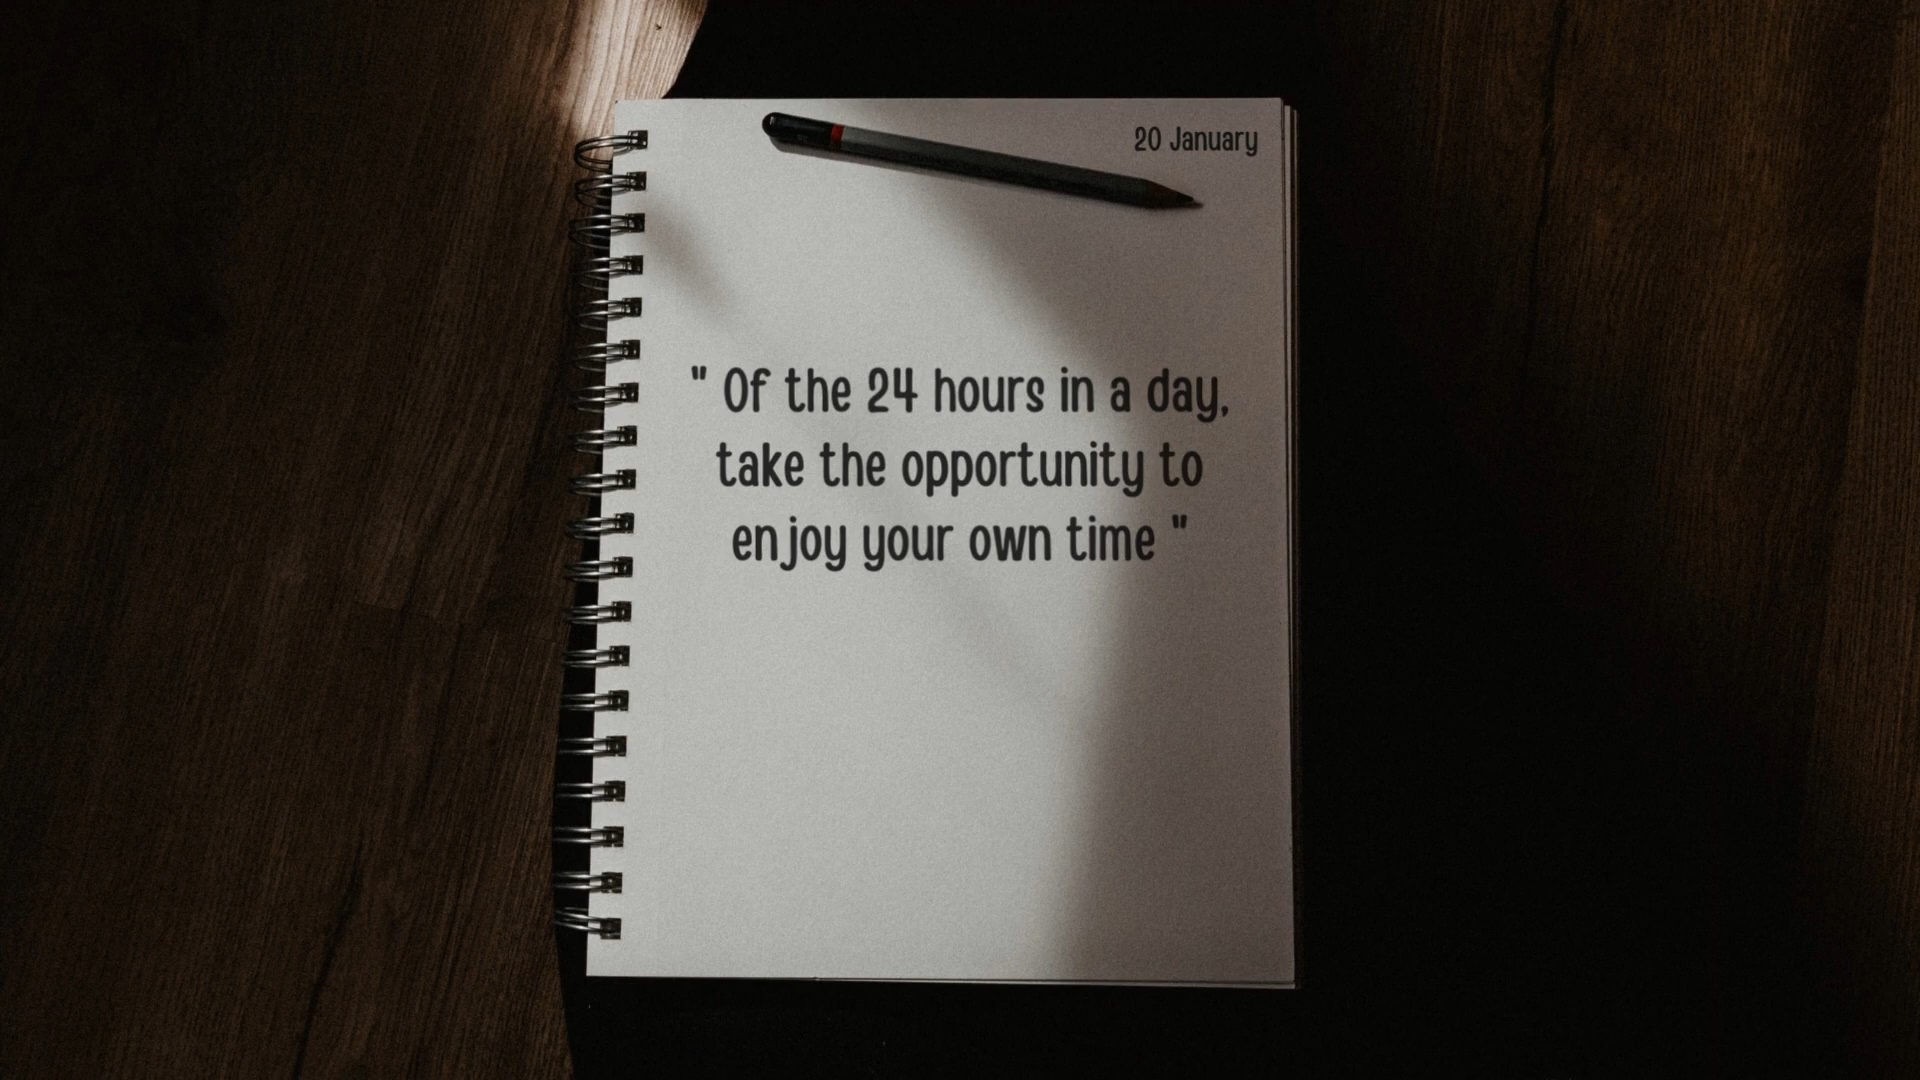 20 January
" Of the 24 hours in a day,
take the opportunity to
enjoy your own time "